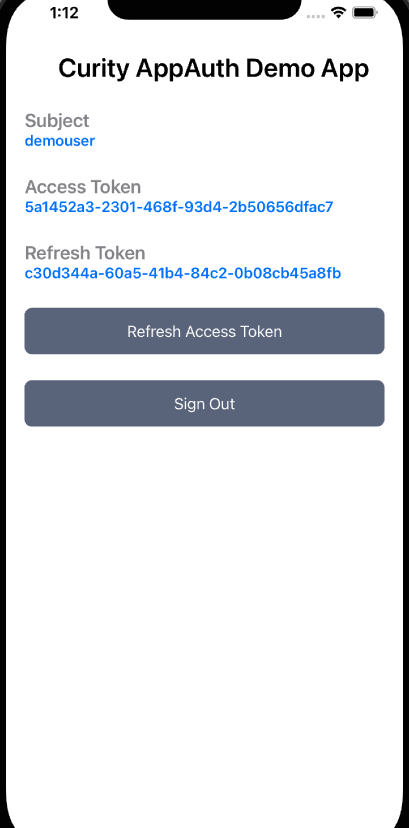 1:12
Curity AppAuth Demo App
Subject
demouser
Access Token
5a1452a3-2301-468f-93d4-2b50656dfac7
Refresh Token
c30d344a-60a5-41b4-84c2-0b08cb45a8fb
Refresh Access Token
Sign Out